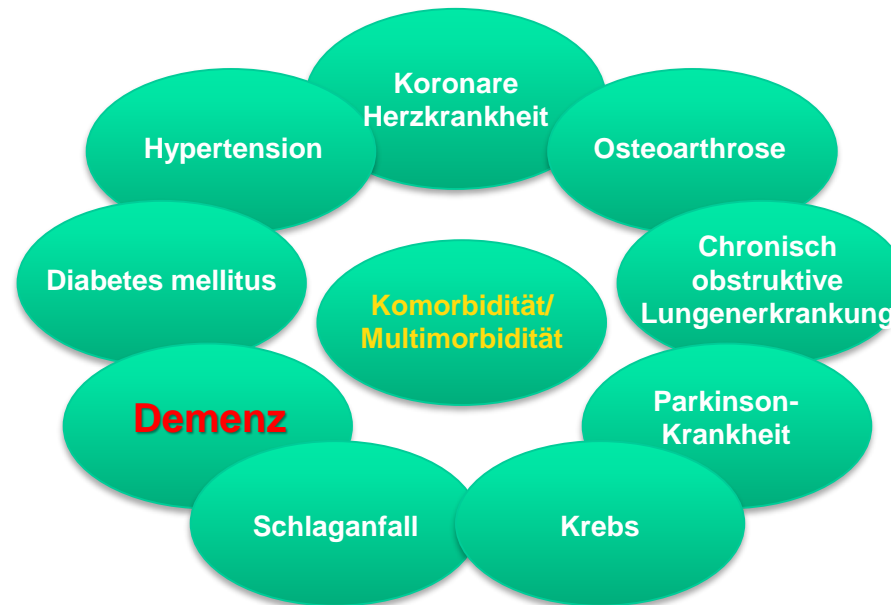 Koronare
Herzkrankheit
Hypertension
Osteoarthrose
Diabetes mellitus
Chronisch
obstruktive
Lungenerkrankung
Komorbidität/
Multimorbidität
Demenz
Parkinson-
Krankheit
Schlaganfall
Krebs